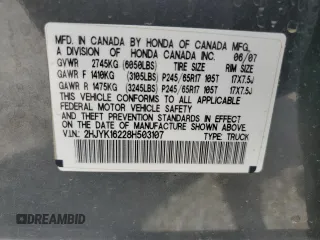 MFD. IN CANADA BY HONDA OF CANADA MFG.,
A DIVISION OF HONDA CANADA INC. 06/07
GVWR 2745KG (6050LBS) TIRE SIZE RIM SIZE
GAWR F 1410KG (3105LBS) P245/65R17 105T 17X7.5J
GAWR R 1475KG (3245LBS) P245/65R17 105T 17X7.5J
THIS VEHICLE CONFORMS TO ALL APPLICABLE
FEDERAL MOTOR VEHICLE SAFETY
AND THEFT PREVENTION STANDARDS IN EFFECT
ON THE DATE OF MANUFACTURE SHOWN ABOVE.
V.I.N: 2HJYK16228H503107 TYPE: TRUCK
DREAMBID